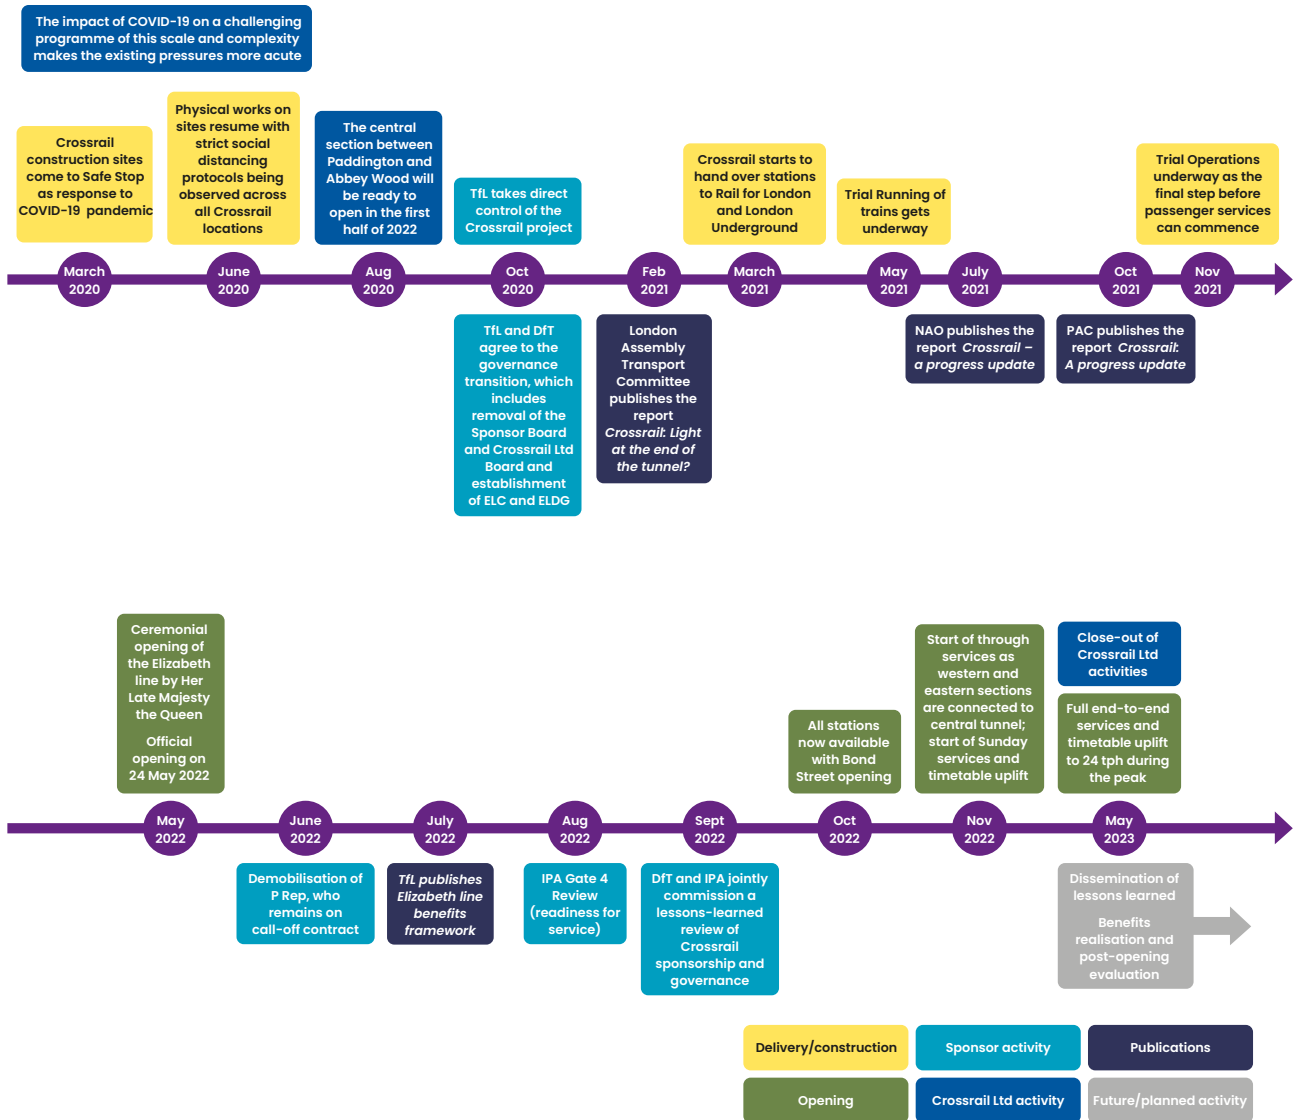 The impact of COVID-19 on a challenging
programme of this scale and complexity
makes the existing pressures more acute
Crossrail
construction sites
come to Safe Stop
as response to
COVID-19 pandemic
Physical works on
sites resume with
strict social
distancing
protocols being
observed across
all Crossrail
locations
The central
section between
Paddington and
Abbey Wood will
be ready to
open in the first
half of 2022
TfL takes direct
control of the
Crossrail project
Crossrail starts to
hand over stations
to Rail for London
and London
Underground
Trial Running of
trains gets
underway
Trial Operations
underway as the
final step before
passenger services
can commence
March
2020
June
2020
Aug
2020
Oct
2020
Feb
2021
March
2021
May
2021
July
2021
Oct
2021
Nov
2021
TfL and DfT
agree to the
governance
transition, which
includes
removal of the
Sponsor Board
and Crossrail Ltd
Board and
establishment
of ELC and ELDG
London
Assembly
Transport
Committee
publishes the
report
Crossrail: Light
at the end of
the tunnel?
NAO publishes the
report Crossrail –
a progress update
PAC publishes the
report Crossrail:
A progress update
Ceremonial
opening of
the Elizabeth
line by Her
Late Majesty
the Queen
Official
opening on
24 May 2022
All stations
now available
with Bond
Street opening
Start of through
services as
western and
eastern sections
are connected to
central tunnel;
start of Sunday
services and
timetable uplift
Close-out of
Crossrail Ltd
activities
Full end-to-end
services and
timetable uplift
to 24 tph during
the peak
May
2022
June
2022
July
2022
Aug
2022
Sept
2022
Oct
2022
Nov
2022
May
2023
Demobilisation of
P Rep, who
remains on
call-off contract
TfL publishes
Elizabeth line
benefits
framework
IPA Gate 4
Review
(readiness for
service)
DfT and IPA jointly
commission a
lessons-learned
review of
Crossrail
sponsorship and
governance
Dissemination of
lessons learned
Benefits
realisation and
post-opening
evaluation
Delivery/construction
Sponsor activity
Publications
Opening
Crossrail Ltd activity
Future/planned activity